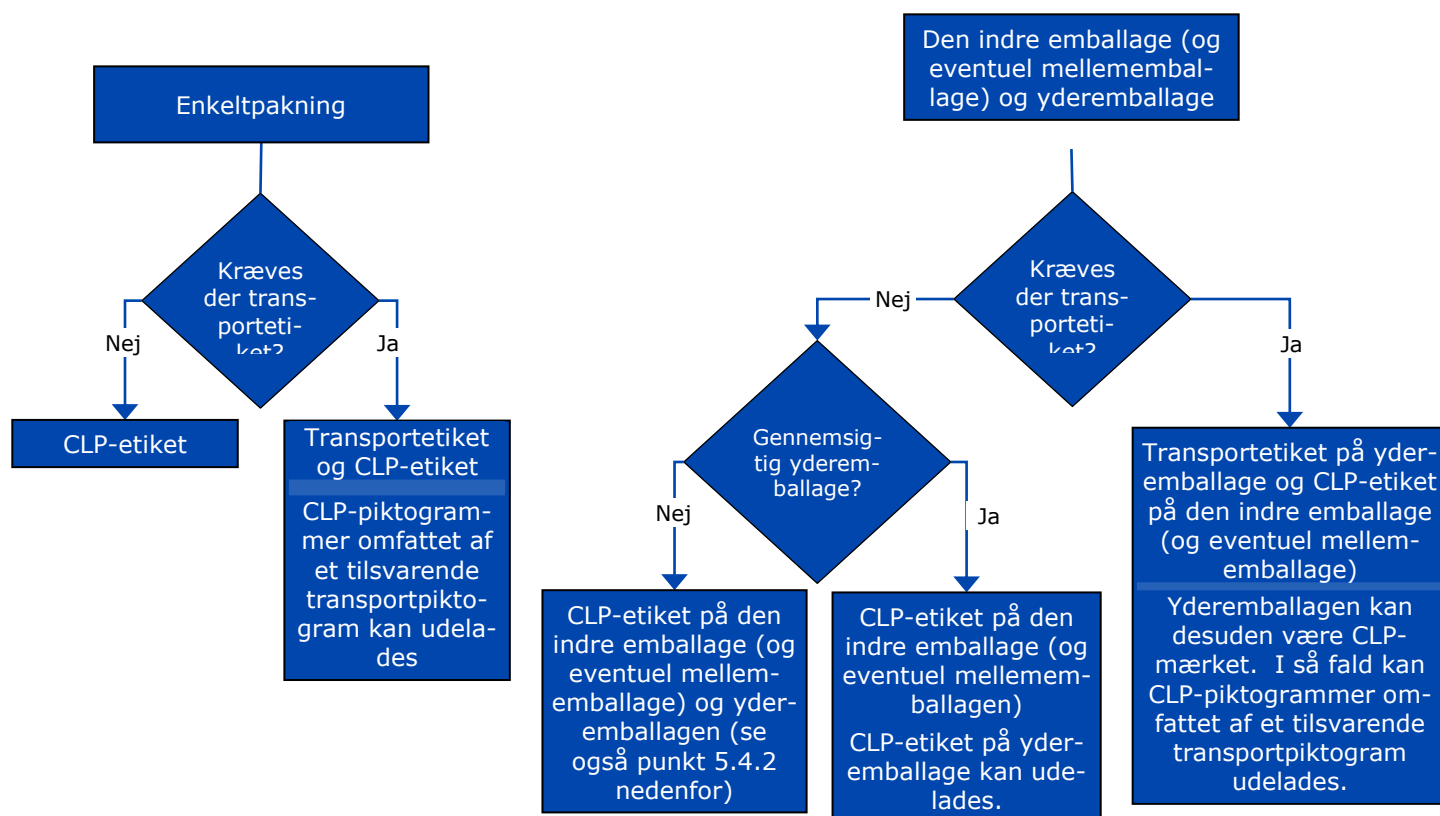 Enkeltpakning
Kræves
der trans-
porteti-
ket?
Nej
Ja
CLP-etiket
Transportetiket
og CLP-etiket
CLP-piktogram-
mer omfattet af
et tilsvarende
transportpikto-
gram kan udela-
des
Den indre emballage (og
eventuel mellemembal-
lage) og yderemballage
Kræves
der trans-
porteti-
ket?
Nej
Ja
Gennemsig-
tig yderem-
ballage?
Nej
Ja
CLP-etiket på den
indre emballage (og
eventuel mellem-
emballage) og yder-
emballagen (se
også punkt 5.4.2
nedenfor)
CLP-etiket på den
indre emballage (og
eventuel mellemem-
ballagen)
CLP-etiket på yder-
emballage kan ude-
lades.
Transportetiket på yder-
emballage og CLP-etiket
på den indre emballage
(og eventuel mellem-
emballage)
Yderemballagen kan
desuden være CLP-
mærket.  I så fald kan
CLP-piktogrammer om-
fattet af et tilsvarende
transportpiktogram
udelades.